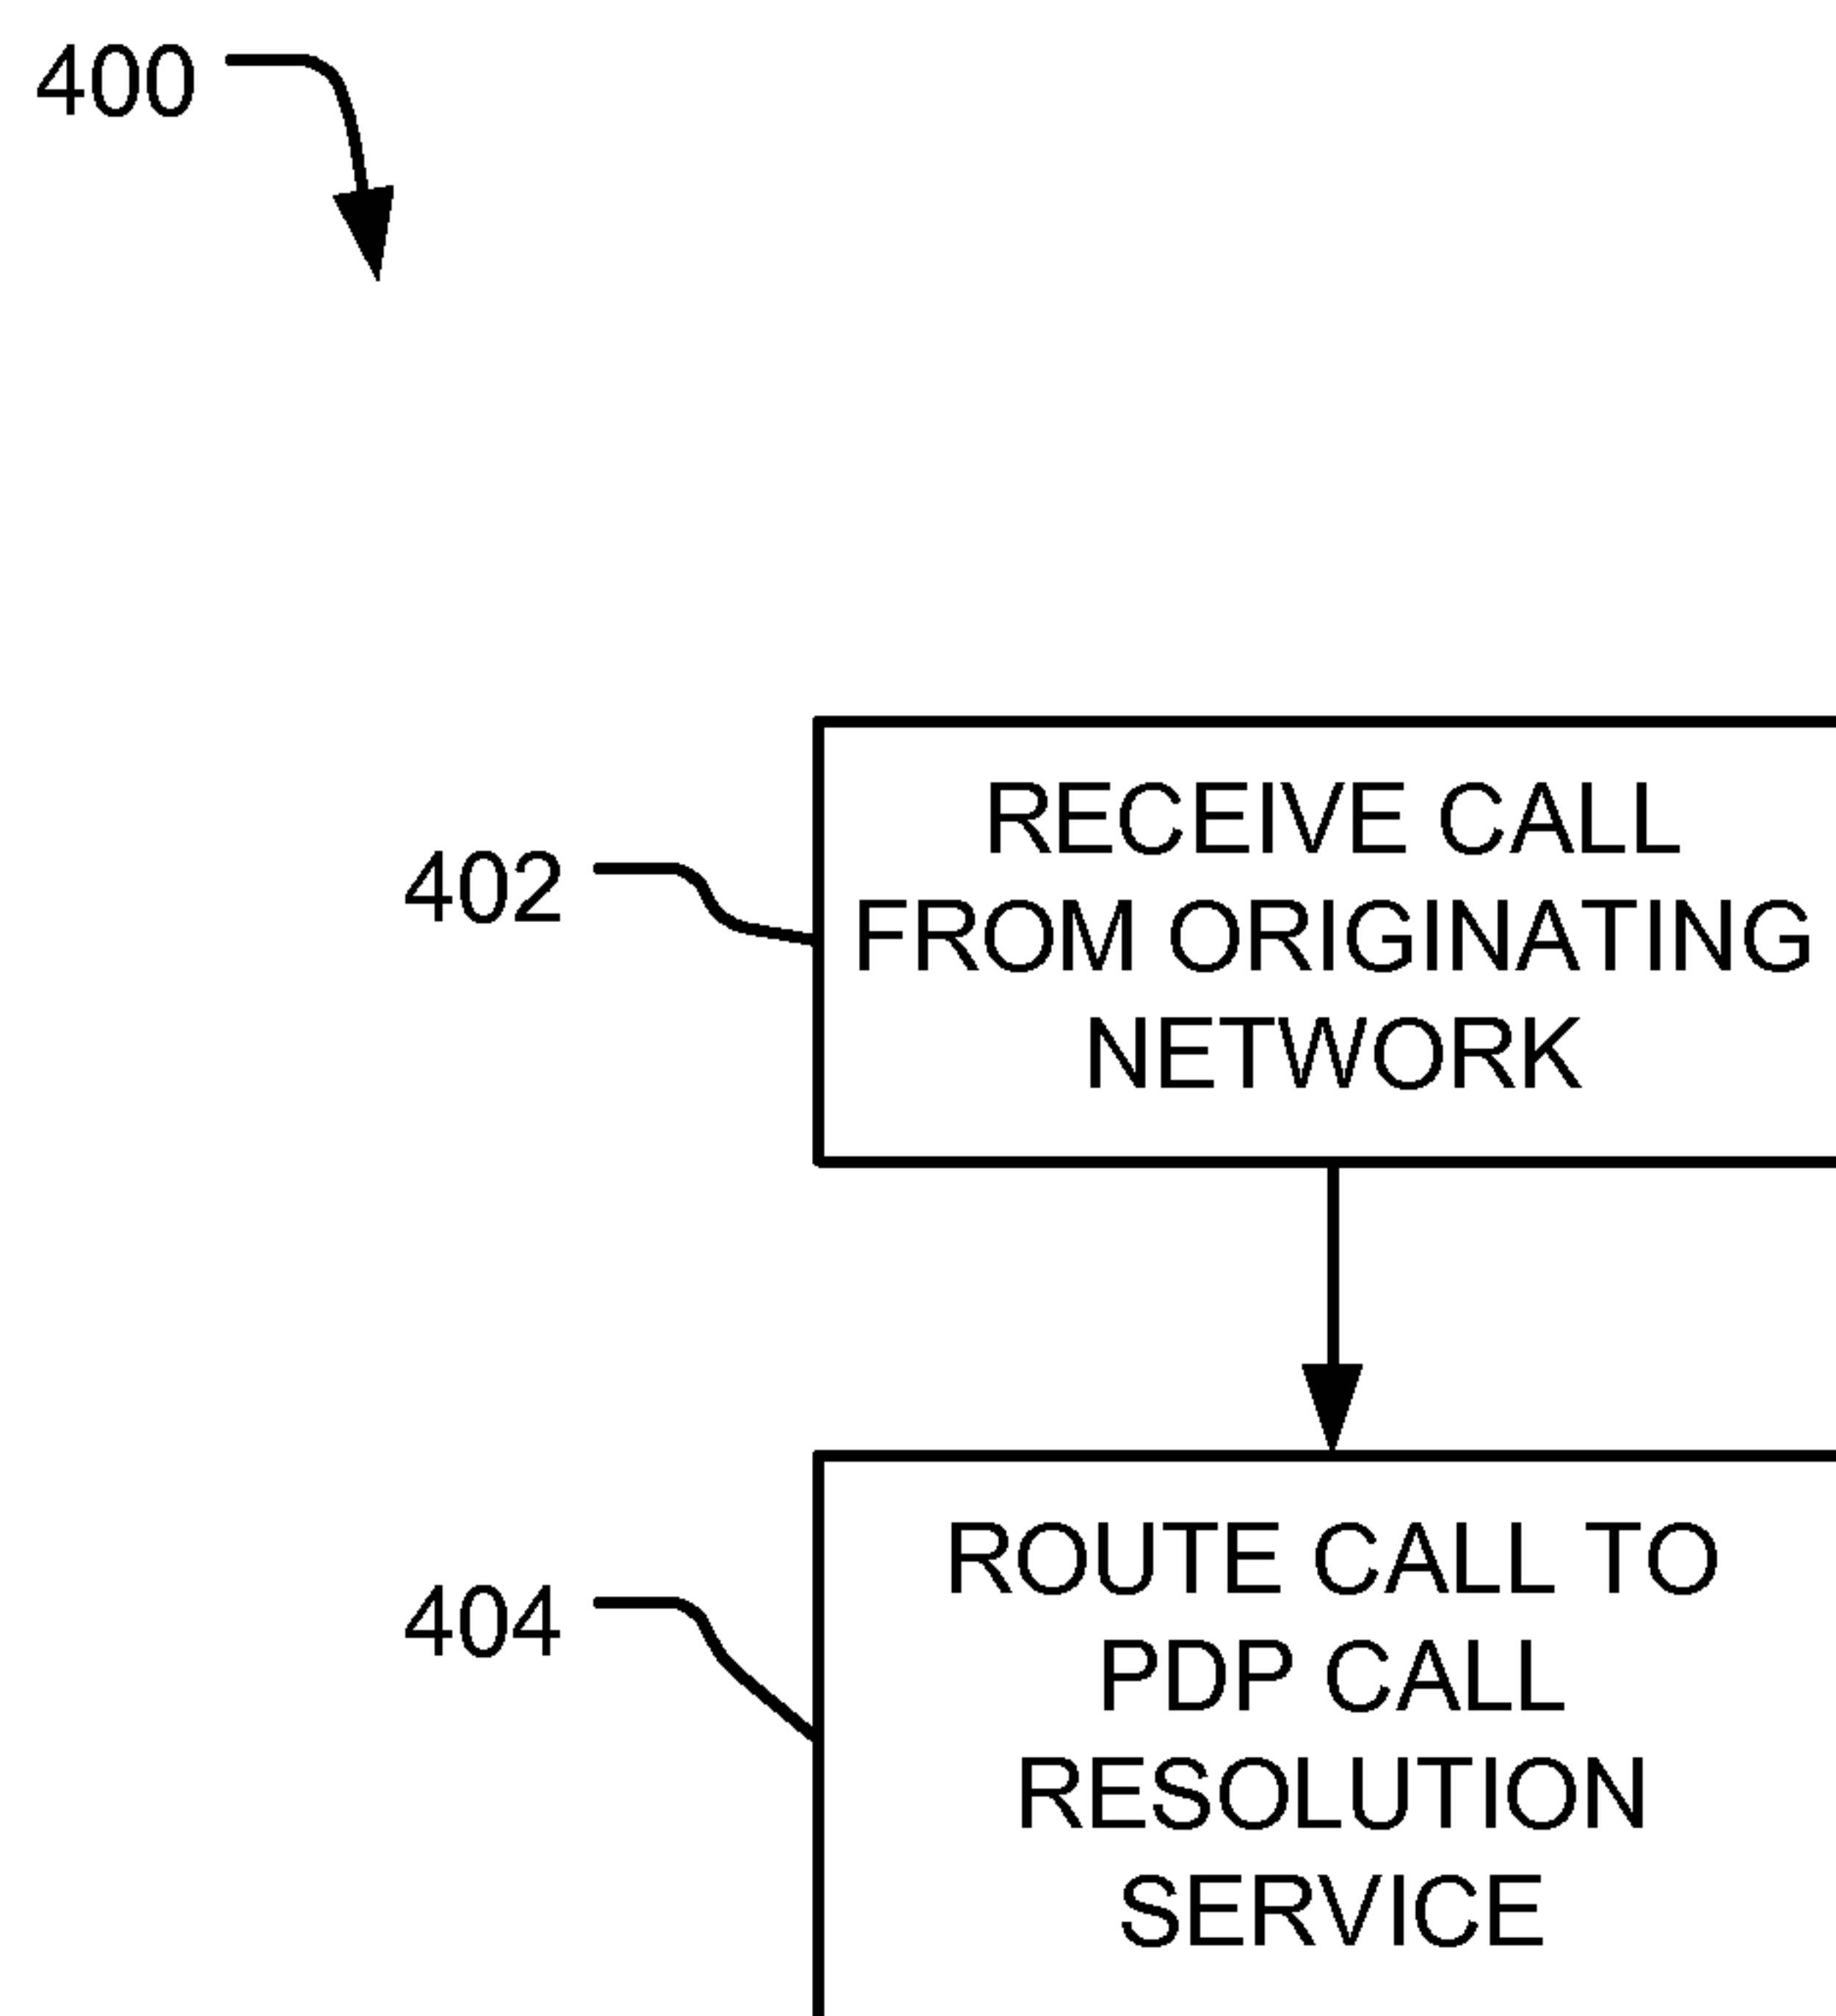 400
402
RECEIVE CALL
FROM ORIGINATING
NETWORK
404
ROUTE CALL TO
PDP CALL
RESOLUTION
SERVICE